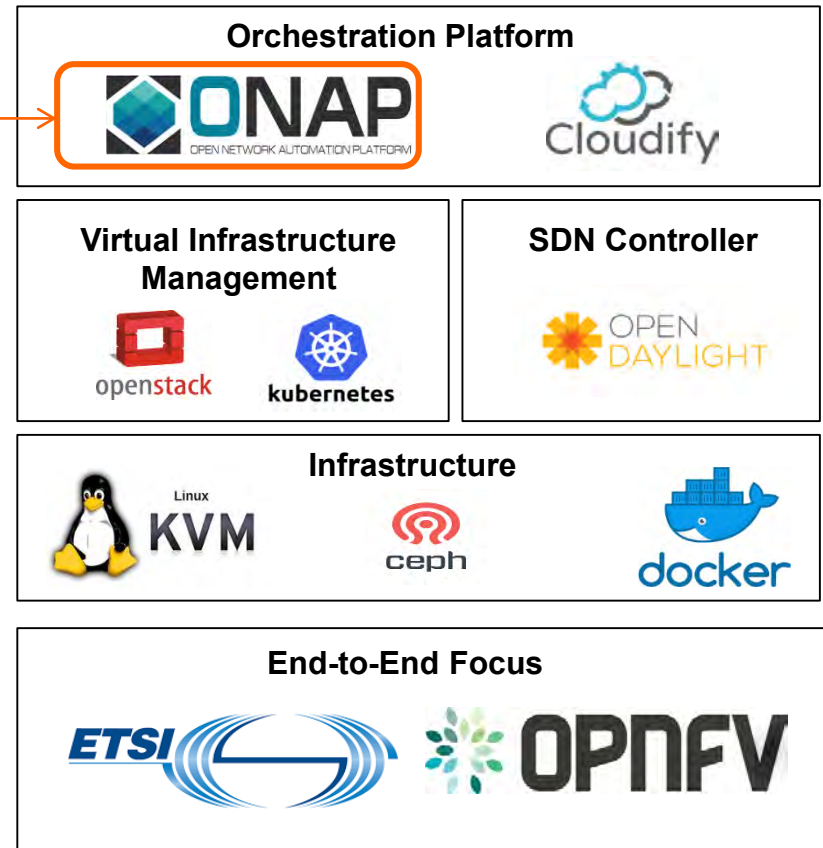 Orchestration Platform
ONAP
OPEN NETWORK AUTOMATION PLATFORM
Cloudify
Virtual Infrastructure
Management
openstack
kubernetes
SDN Controller
OPEN
DAYLIGHT
Infrastructure
Linux
KVM
ceph
docker
End-to-End Focus
ETSI
OPNFV